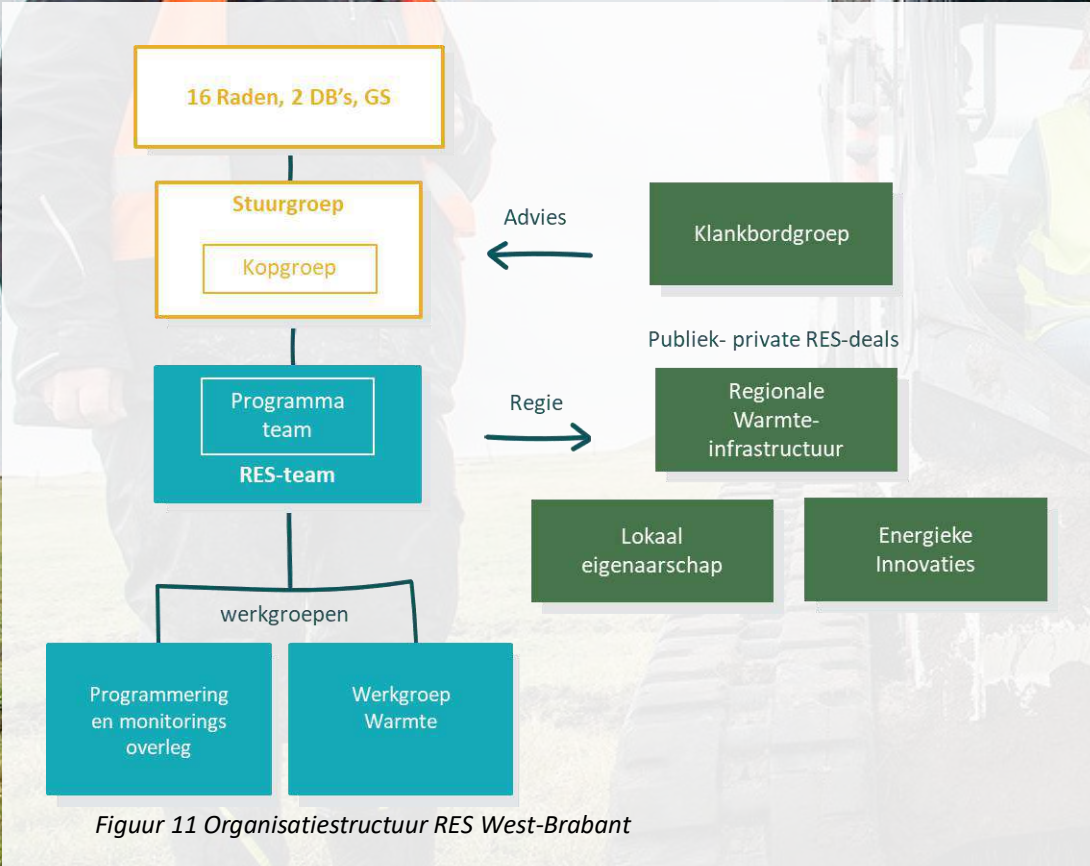 16 Raden, 2 DB's, GS
Stuurgroep
Kopgroep
Advies
Klankbordgroep
Publiek- private RES-deals
Programma
team
RES-team
Regie
Regionale
Warmte-
infrastructuur
Lokaal
eigenaarschap
Energieke
Innovaties
werkgroepen
Programmering
en monitorings
overleg
Werkgroep
Warmte
Figuur 11 Organisatiestructuur RES West-Brabant